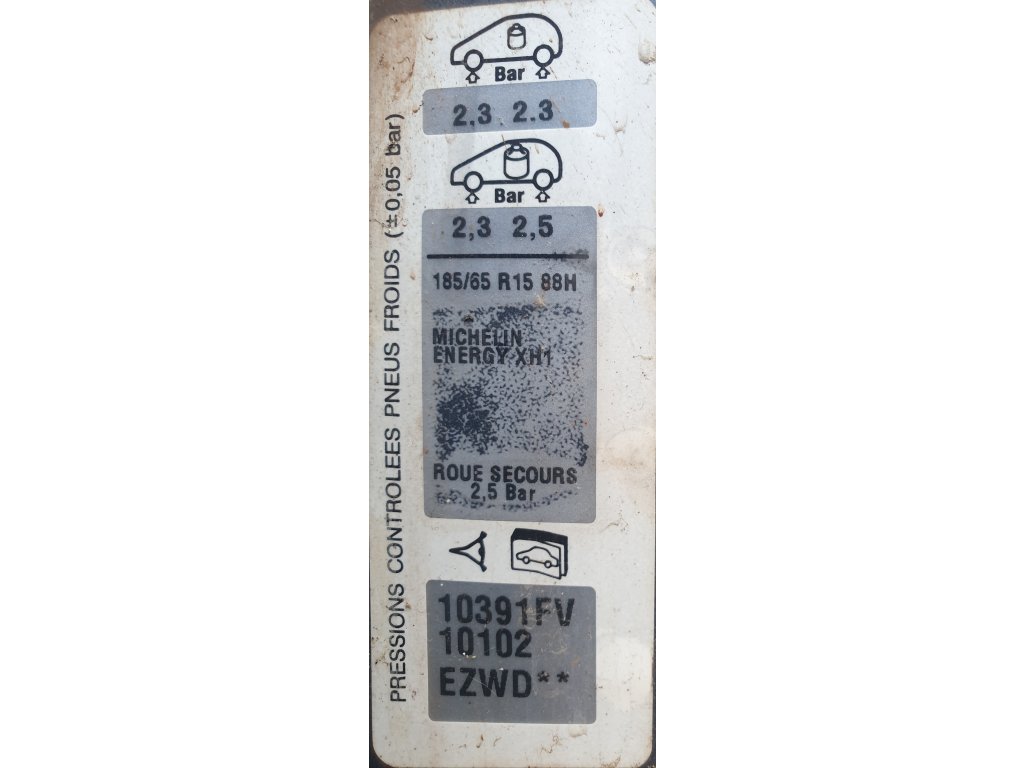 Bar
2,3 2.3
Bar
2,3 2,5
185/65 R15 88H
MICHELIN
ENERGY XH1
ROUE SECOURS
2,5 Bar
10391FV
10102
EZWD**
PRESSIONS CONTROLEES PNEUS FROIDS (±0,05 bar)